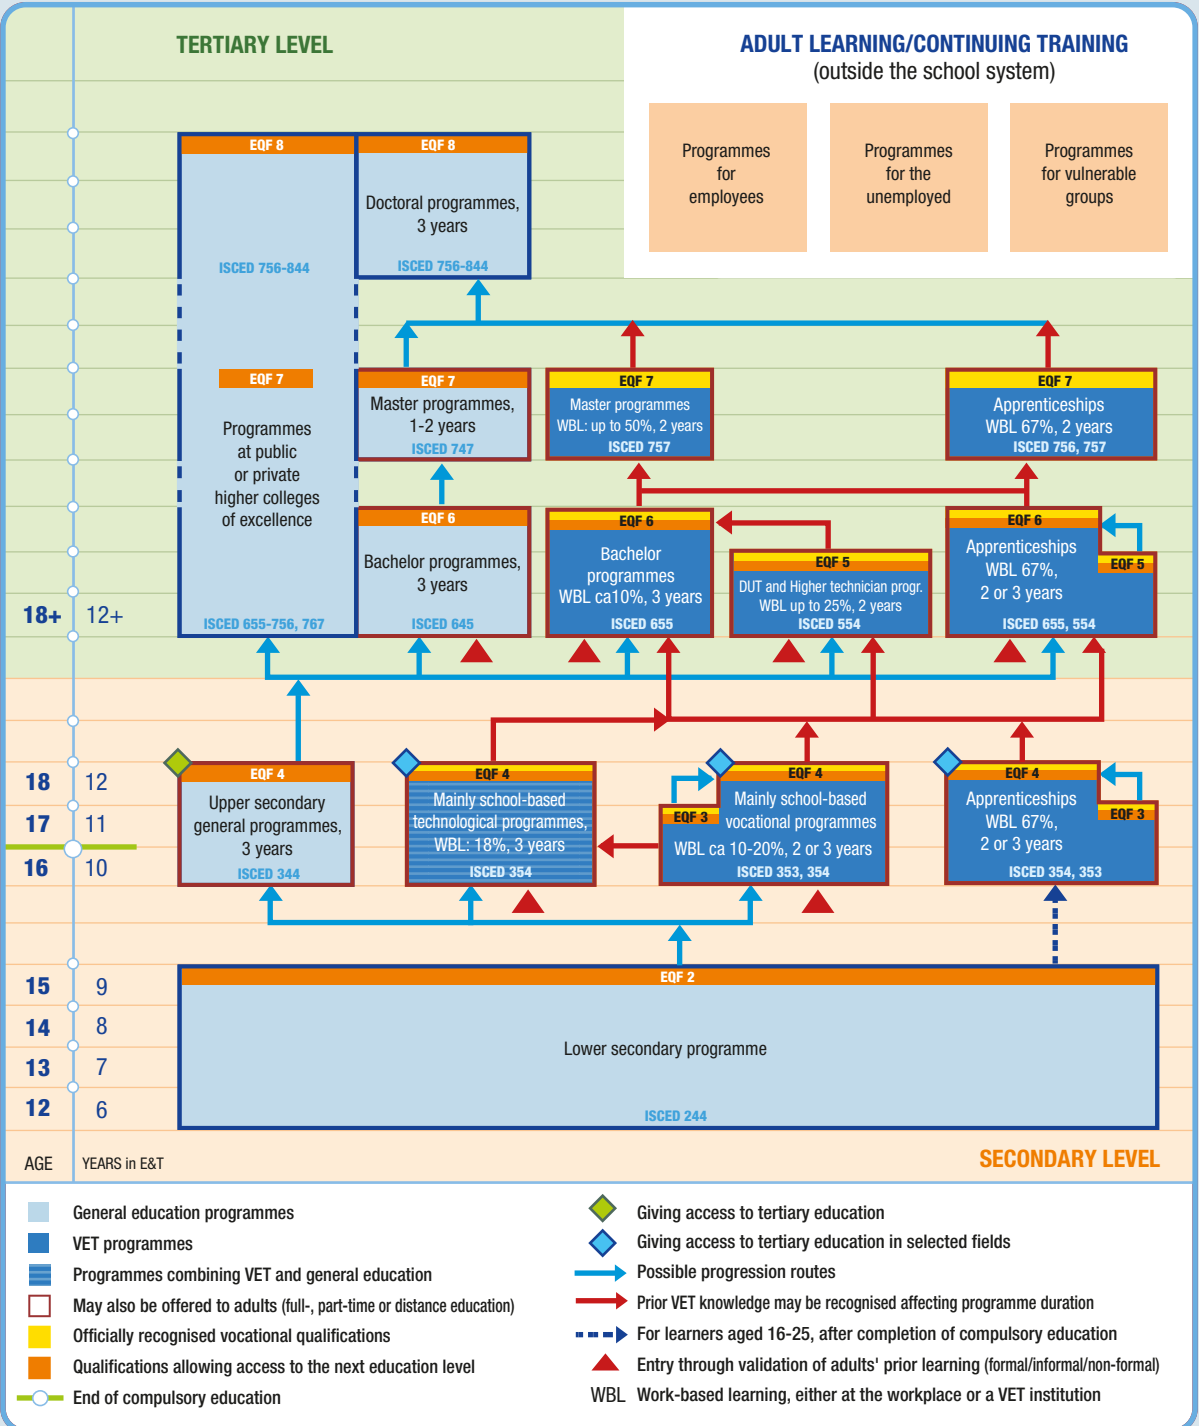 TERTIARY LEVEL
ADULT LEARNING/CONTINUING TRAINING
(outside the school system)
Programmes
for
employees
Programmes
for the
unemployed
Programmes
for vulnerable
groups
EQF 8
ISCED 756-844
EQF 7
Programmes
at public
or private
higher colleges
of excellence
ISCED 655-756, 767
EQF 8
Doctoral programmes,
3 years
ISCED 756-844
EQF 7
Master programmes,
1-2 years
ISCED 747
EQF 7
Master programmes
WBL: up to 50%, 2 years
ISCED 757
EQF 7
Apprenticeships
WBL 67%, 2 years
ISCED 756, 757
EQF 6
Bachelor programmes,
3 years
ISCED 645
EQF 6
Bachelor
programmes
WBL ca10%, 3 years
ISCED 655
EQF 5
DUT and Higher technician progr.
WBL up to 25%, 2 years
ISCED 554
EQF 6
Apprenticeships
WBL 67%,
2 or 3 years
ISCED 655, 554
EQF 5
18+ 12+
EQF 4
Upper secondary
general programmes,
3 years
ISCED 344
EQF 4
Mainly school-based
technological programmes,
WBL: 18%, 3 years
ISCED 354
EQF 3
EQF 4
Mainly school-based
vocational programmes
WBL ca 10-20%, 2 or 3 years
ISCED 353, 354
EQF 4
Apprenticeships
WBL 67%,
2 or 3 years
ISCED 354, 353
EQF 3
18 12
17 11
16 10
EQF 2
Lower secondary programme
ISCED 244
15 9
14 8
13 7
12 6
AGE YEARS in E&T
SECONDARY LEVEL
General education programmes
VET programmes
Programmes combining VET and general education
May also be offered to adults (full-, part-time or distance education)
Officially recognised vocational qualifications
Qualifications allowing access to the next education level
End of compulsory education
Giving access to tertiary education
Giving access to tertiary education in selected fields
Possible progression routes
Prior VET knowledge may be recognised affecting programme duration
For learners aged 16-25, after completion of compulsory education
Entry through validation of adults' prior learning (formal/informal/non-formal)
WBL Work-based learning, either at the workplace or a VET institution